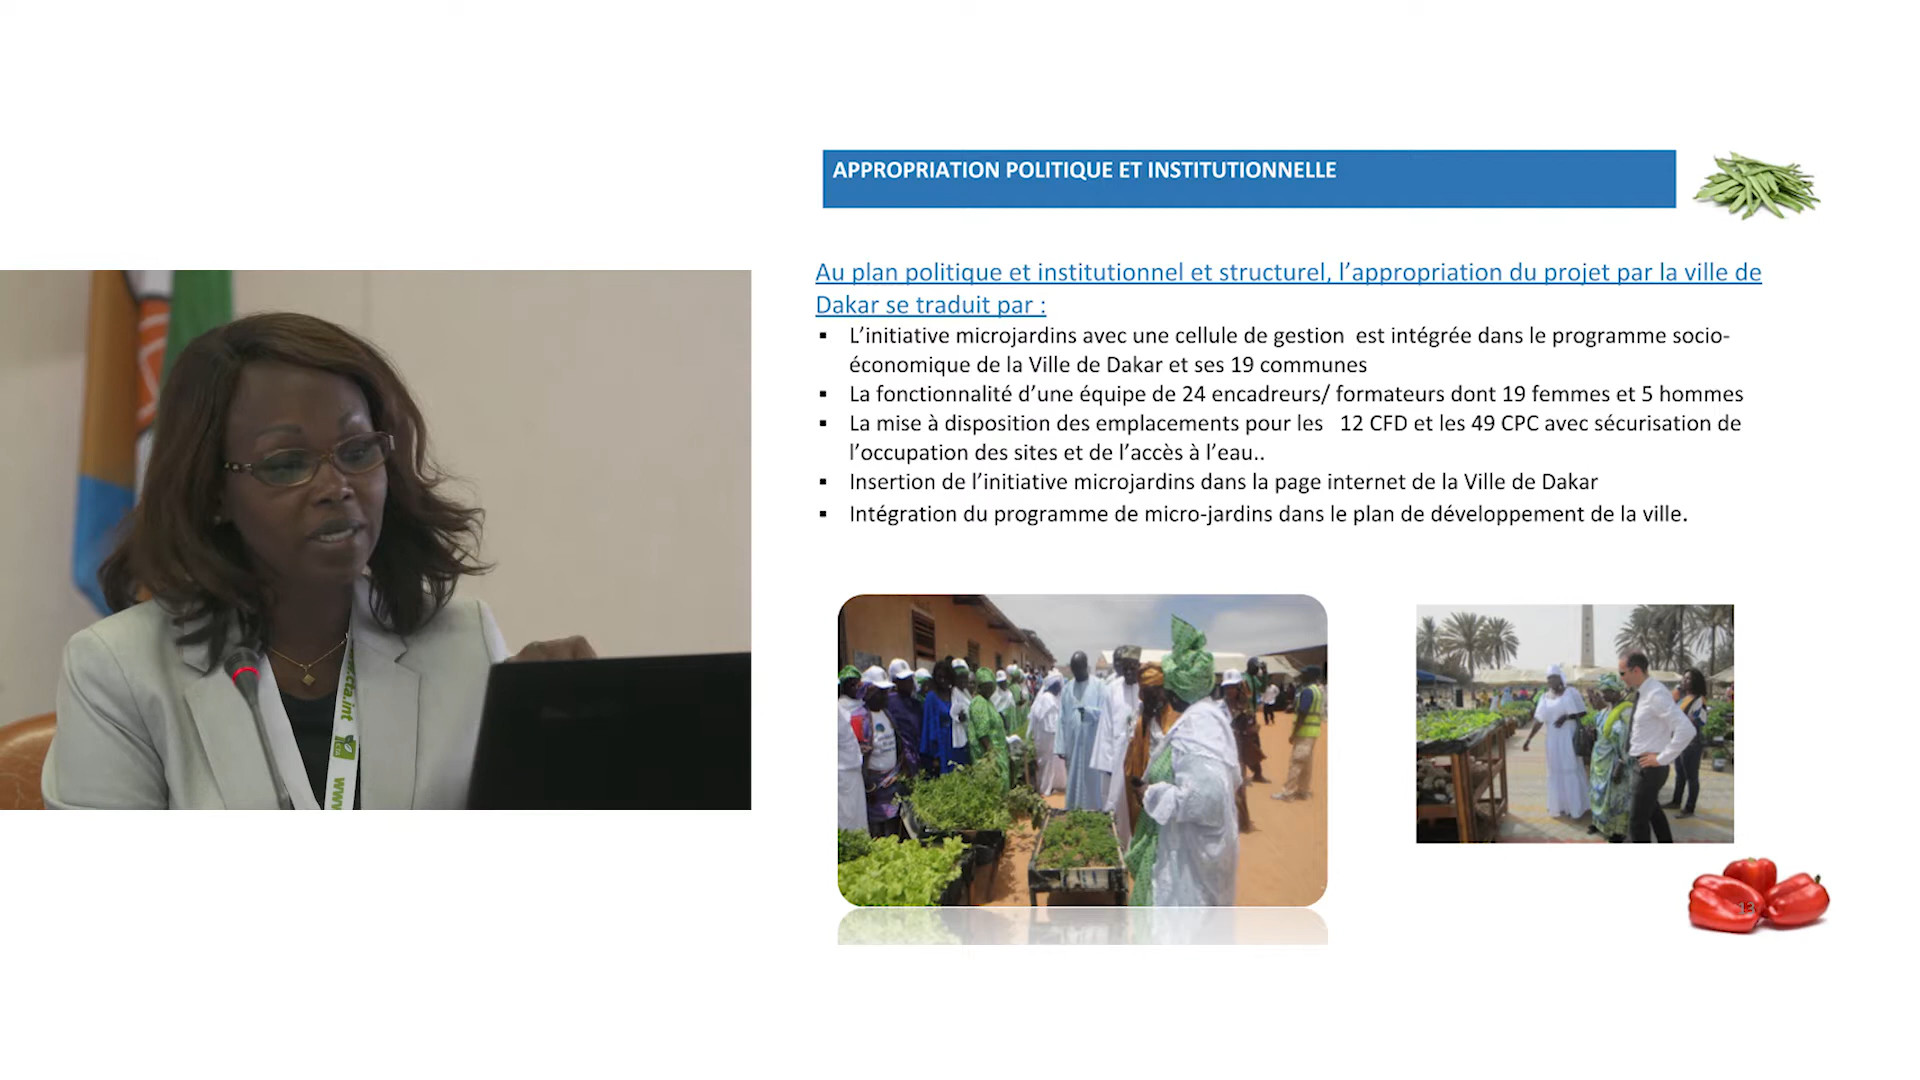 APPROPRIATION POLITIQUE ET INSTITUTIONNELLE
Au plan politique et institutionnel et structurel, l’appropriation du projet par la ville de
Dakar se traduit par :
▪ L’initiative microjardins avec une cellule de gestion est intégrée dans le programme socio-
économique de la Ville de Dakar et ses 19 communes
▪ La fonctionnalité d’une équipe de 24 encadreurs/ formateurs dont 19 femmes et 5 hommes
▪ La mise à disposition des emplacements pour les 12 CFD et les 49 CPC avec sécurisation de
l’occupation des sites et de l’accès à l’eau..
▪ Insertion de l’initiative microjardins dans la page internet de la Ville de Dakar
▪ Intégration du programme de micro-jardins dans le plan de développement de la ville.
.cta.int
www
13